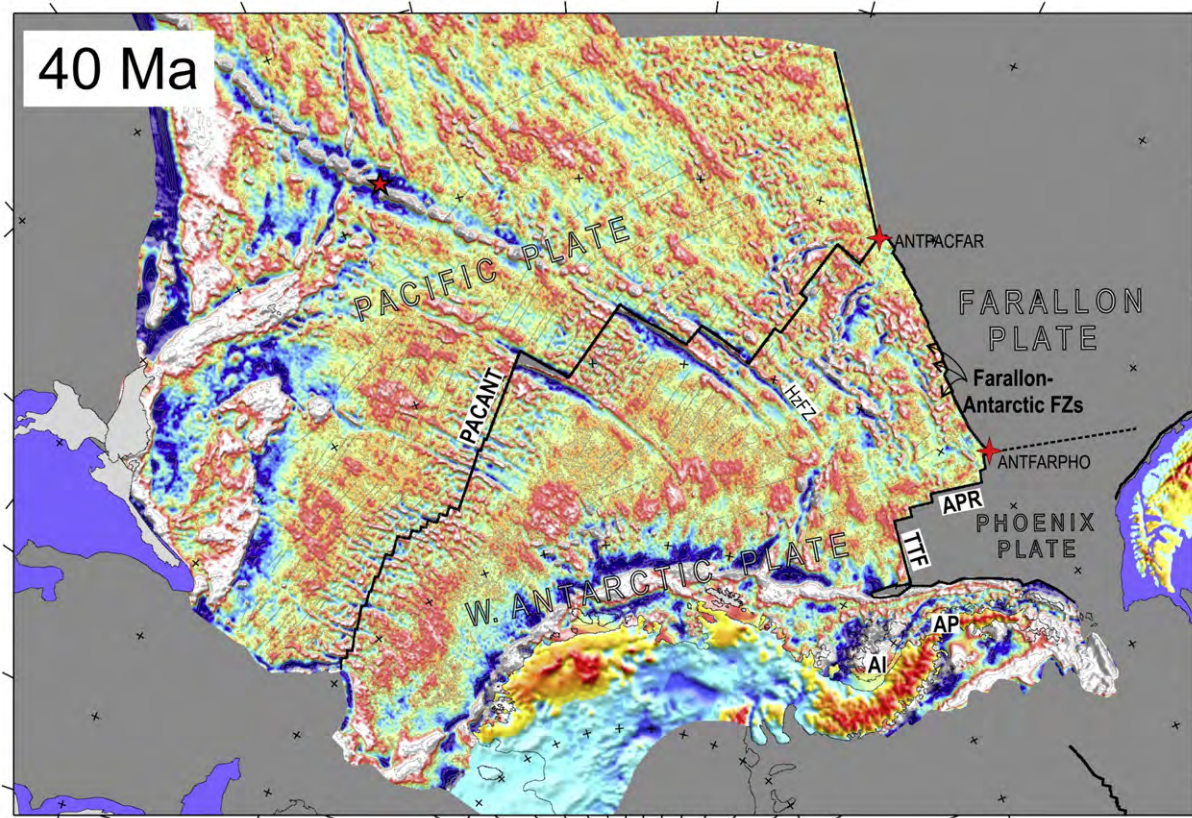 40 Ma
PACIFIC PLATE
ANTPACFAR
FARALLON
PLATE
Farallon-
Antarctic FZs
PACANT
HzFZ
ANTFARPHO
APR
PHOENIX
PLATE
TTF
W. ANTARCTIC PLATE
AP
AI